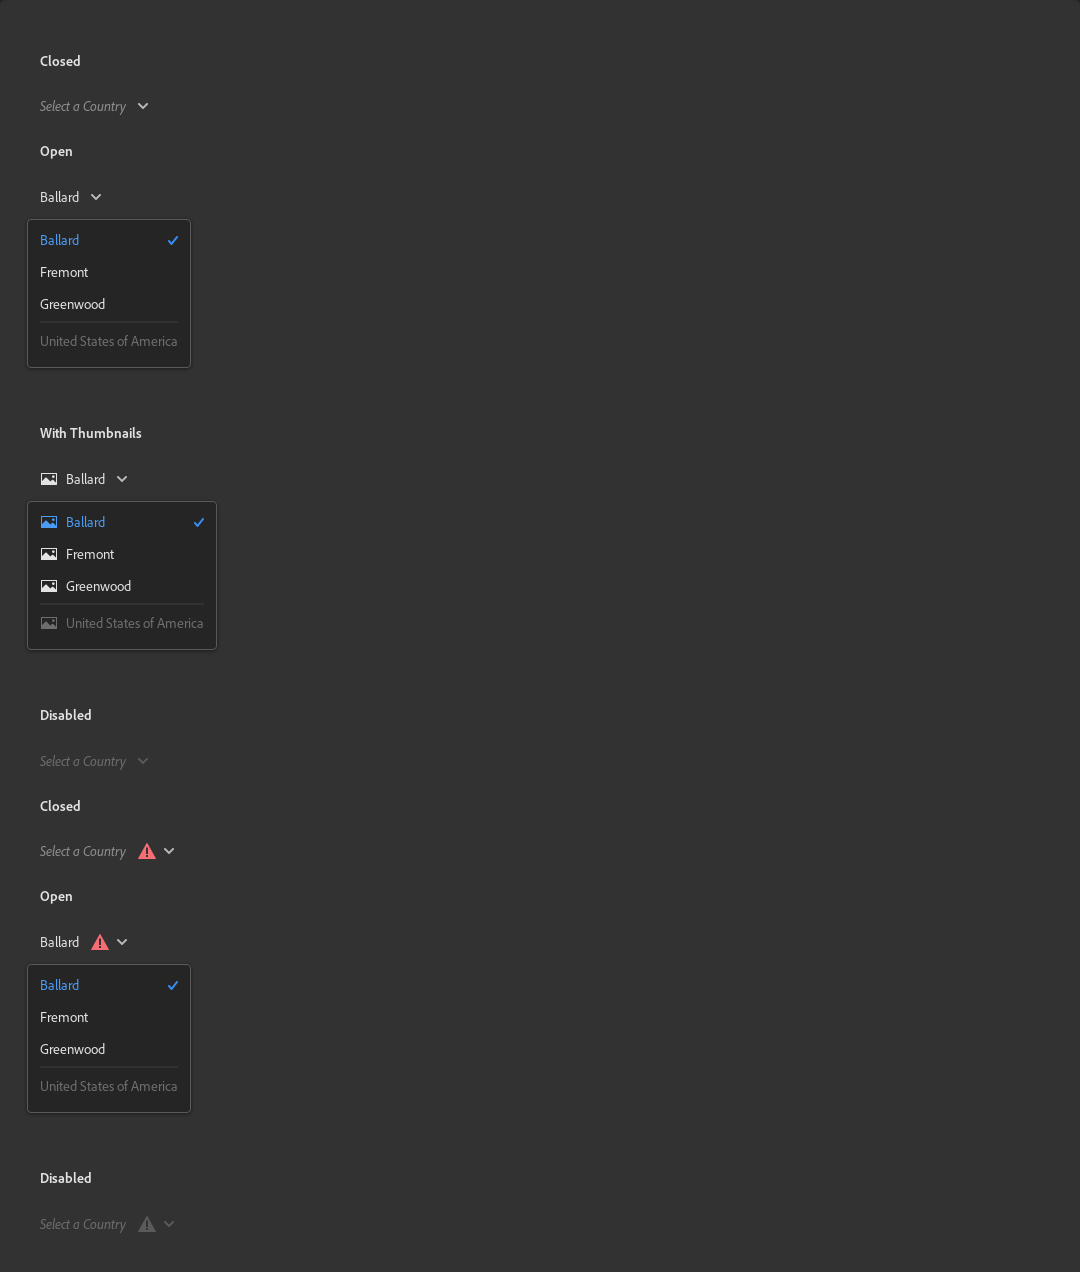 Closed
Select a Country
Open
Ballard
Ballard
Fremont
Greenwood
United States of America
With Thumbnails
Ballard
Ballard
Fremont
Greenwood
United States of America
Disabled
Select a Country
Closed
Select a Country
Open
Ballard
Ballard
Fremont
Greenwood
United States of America
Disabled
Select a Country